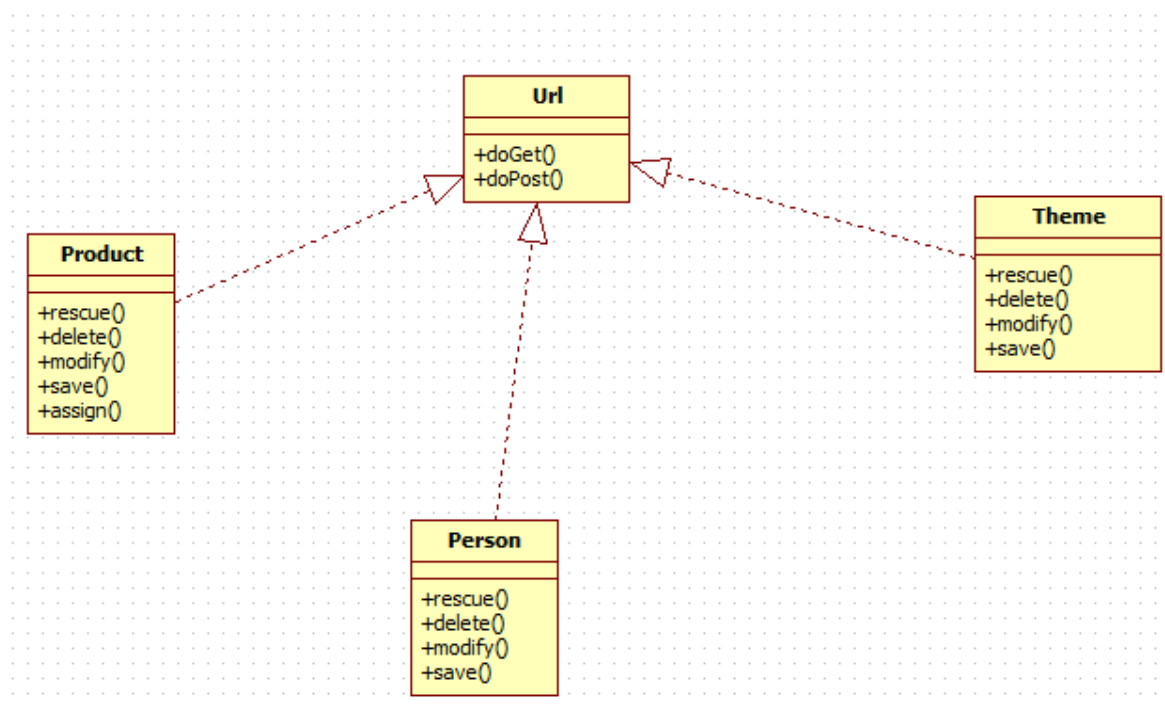 Url
+doGet()
+doPost()
Product
+rescue()
+delete()
+modify()
+save()
+assign()
Theme
+rescue()
+delete()
+modify()
+save()
Person
+rescue()
+delete()
+modify()
+save()